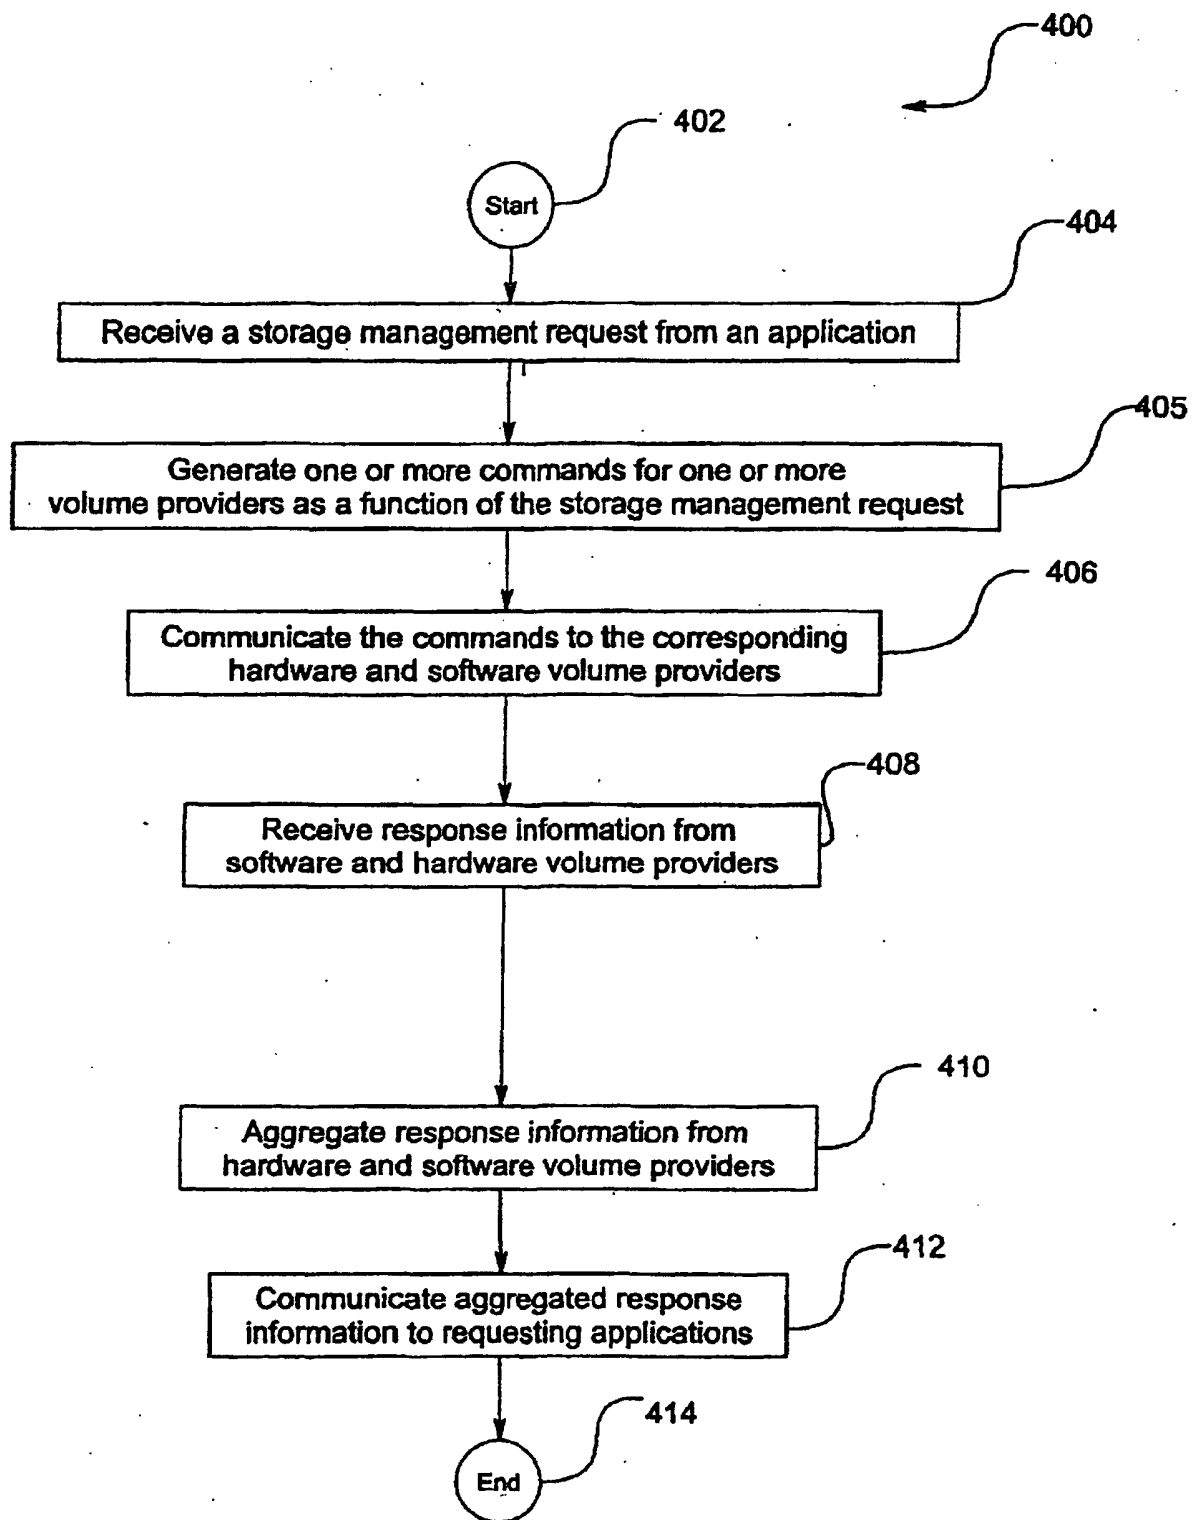 400
402
Start
404
Receive a storage management request from an application
405
Generate one or more commands for one or more
volume providers as a function of the storage management request
406
Communicate the commands to the corresponding
hardware and software volume providers
408
Receive response information from
software and hardware volume providers
410
Aggregate response information from
hardware and software volume providers
412
Communicate aggregated response
information to requesting applications
414
End